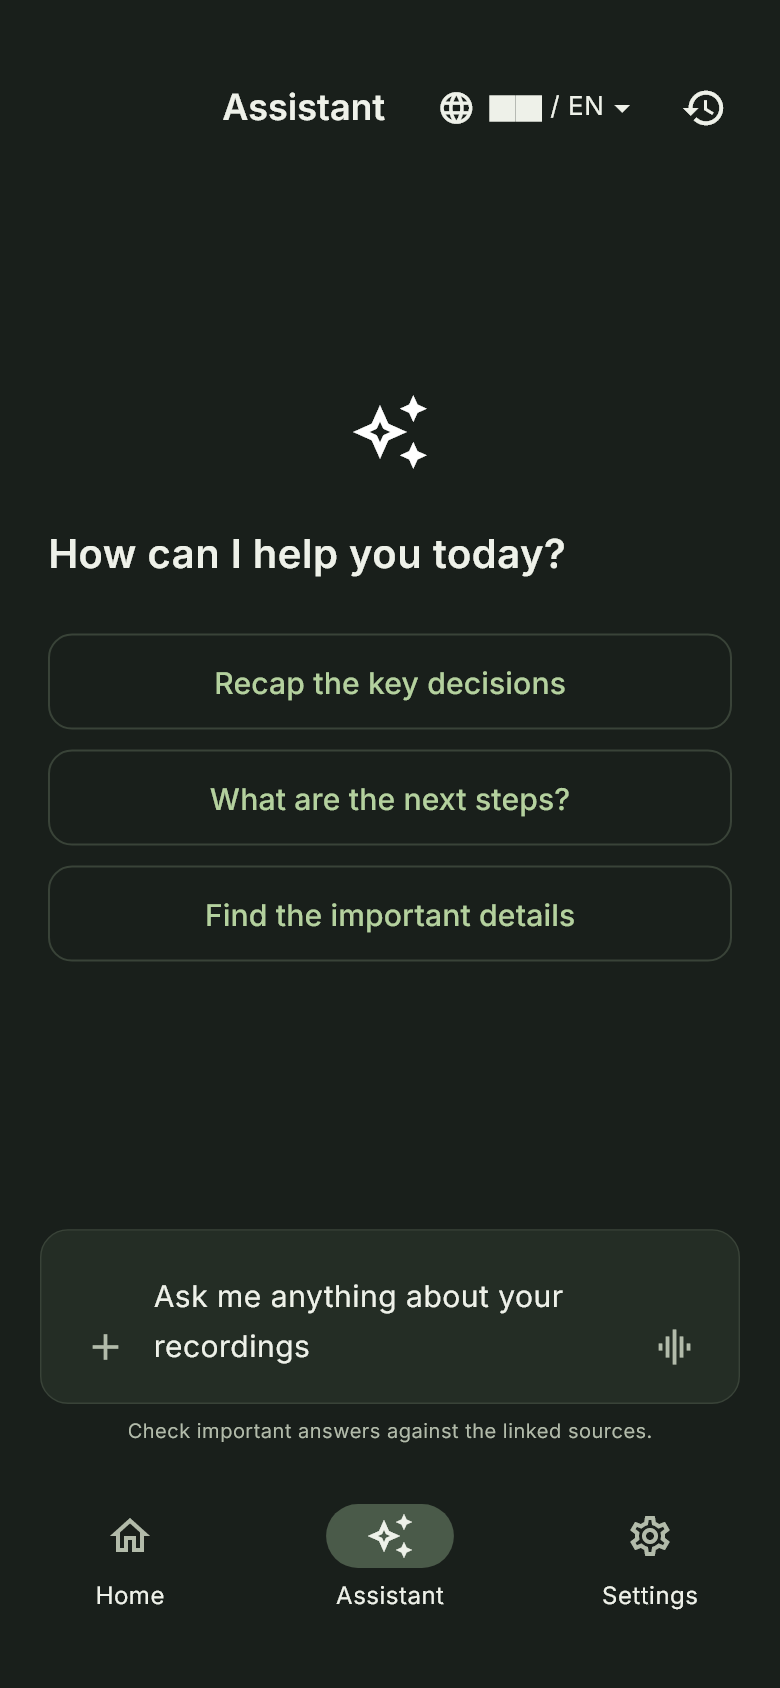 Assistant
/ EN
How can I help you today?
Recap the key decisions
What are the next steps?
Find the important details
Ask me anything about your
recordings
Check important answers against the linked sources.
Home
Assistant
Settings